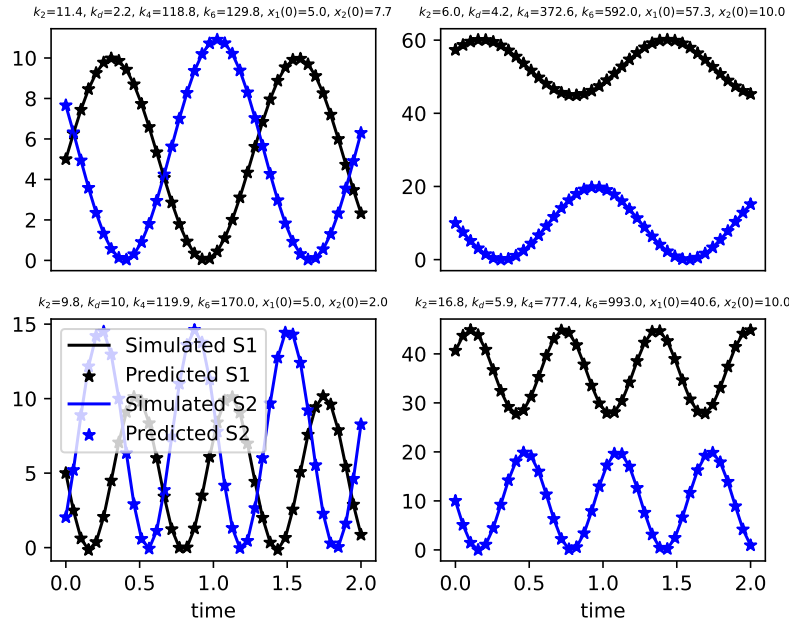 k₂=11.4, k_d=2.2, k₄=118.8, k₆=129.8, x₁(0)=5.0, x₂(0)=7.7
k₂=6.0, k_d=4.2, k₄=372.6, k₆=592.0, x₁(0)=57.3, x₂(0)=10.0
10
8
6
4
2
0
60
40
20
0
k₂=9.8, k_d=10, k₄=119.9, k₆=170.0, x₁(0)=5.0, x₂(0)=2.0
k₂=16.8, k_d=5.9, k₄=777.4, k₆=993.0, x₁(0)=40.6, x₂(0)=10.0
15
10
5
0
Simulated S1
Predicted S1
Simulated S2
Predicted S2
0.0 0.5 1.0 1.5 2.0
time
40
30
20
10
0
0.0 0.5 1.0 1.5 2.0
time